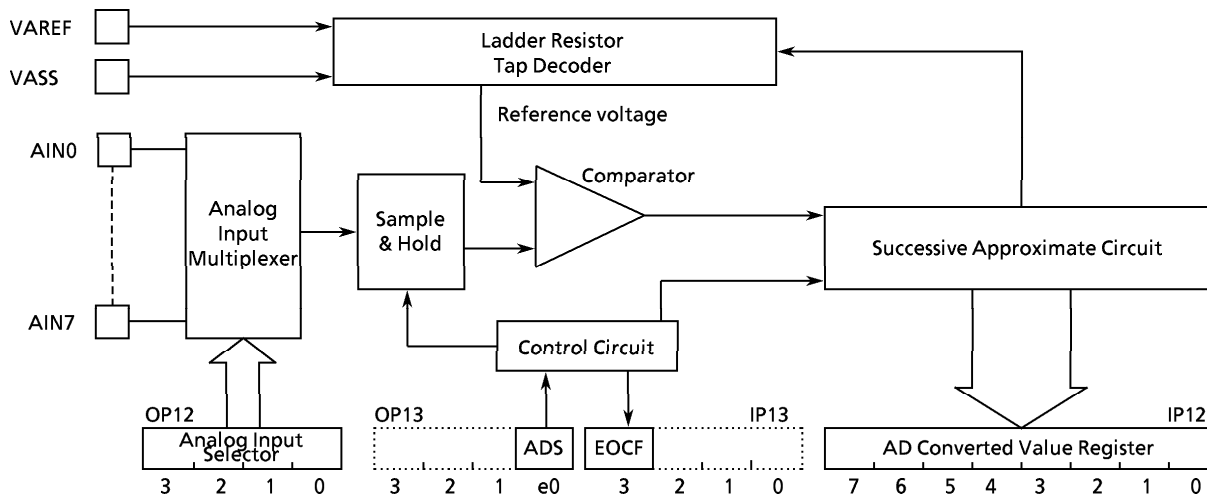 VAREF
VASS
Ladder Resistor
Tap Decoder
Reference voltage
AIN0
AIN7
Analog
Input
Multiplexer
Sample
& Hold
Comparator
Successive Approximate Circuit
Control Circuit
OP12
Analog Input
Selector
3 2 1 0
OP13
ADS
3 2 1 e0
IP13
EOCF
3 2 1 0
IP12
AD Converted Value Register
7 6 5 4 3 2 1 0